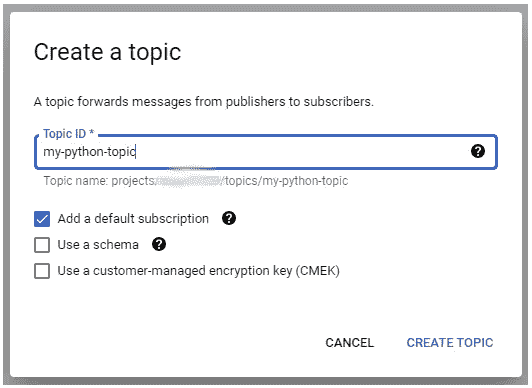 Create a topic
A topic forwards messages from publishers to subscribers.
Topic ID *
my-python-topic
Topic name: projects/ /topics/my-python-topic
Add a default subscription
Use a schema
Use a customer-managed encryption key (CMEK)
CANCEL CREATE TOPIC